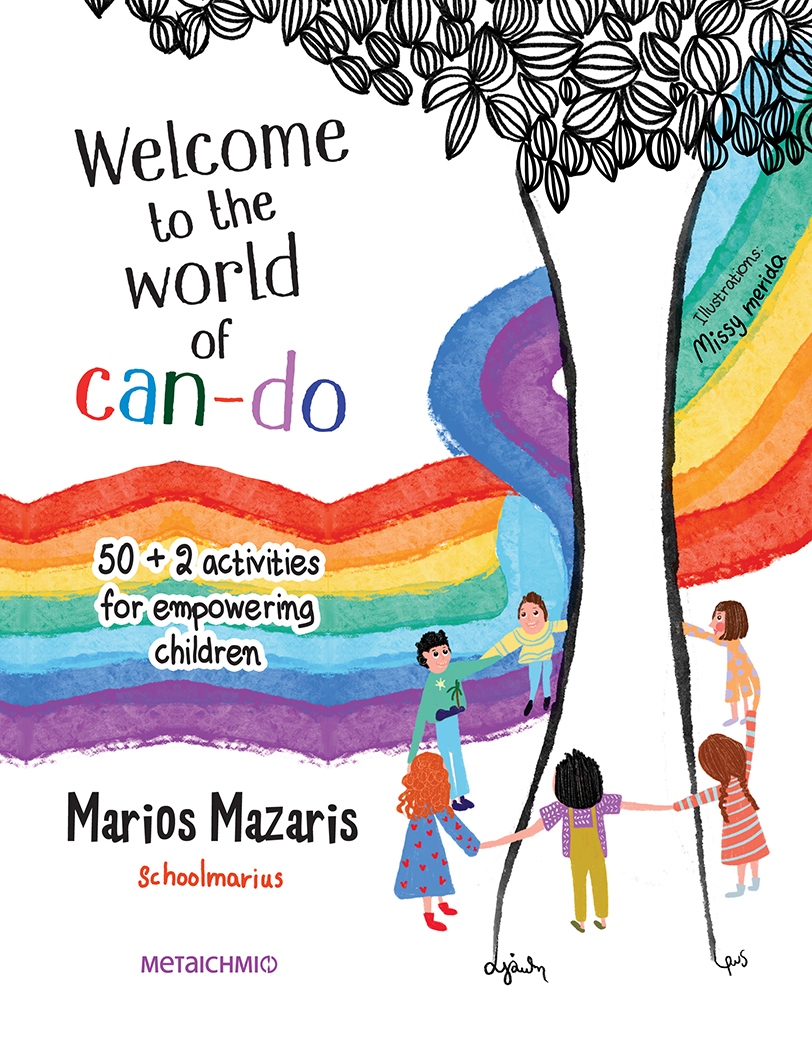 Welcome
to the
world
of
can-do
Illustrations:
Missy merida
50 + 2 activities
for empowering
children
Marios Mazaris
Schoolmarius
METAICHMIO